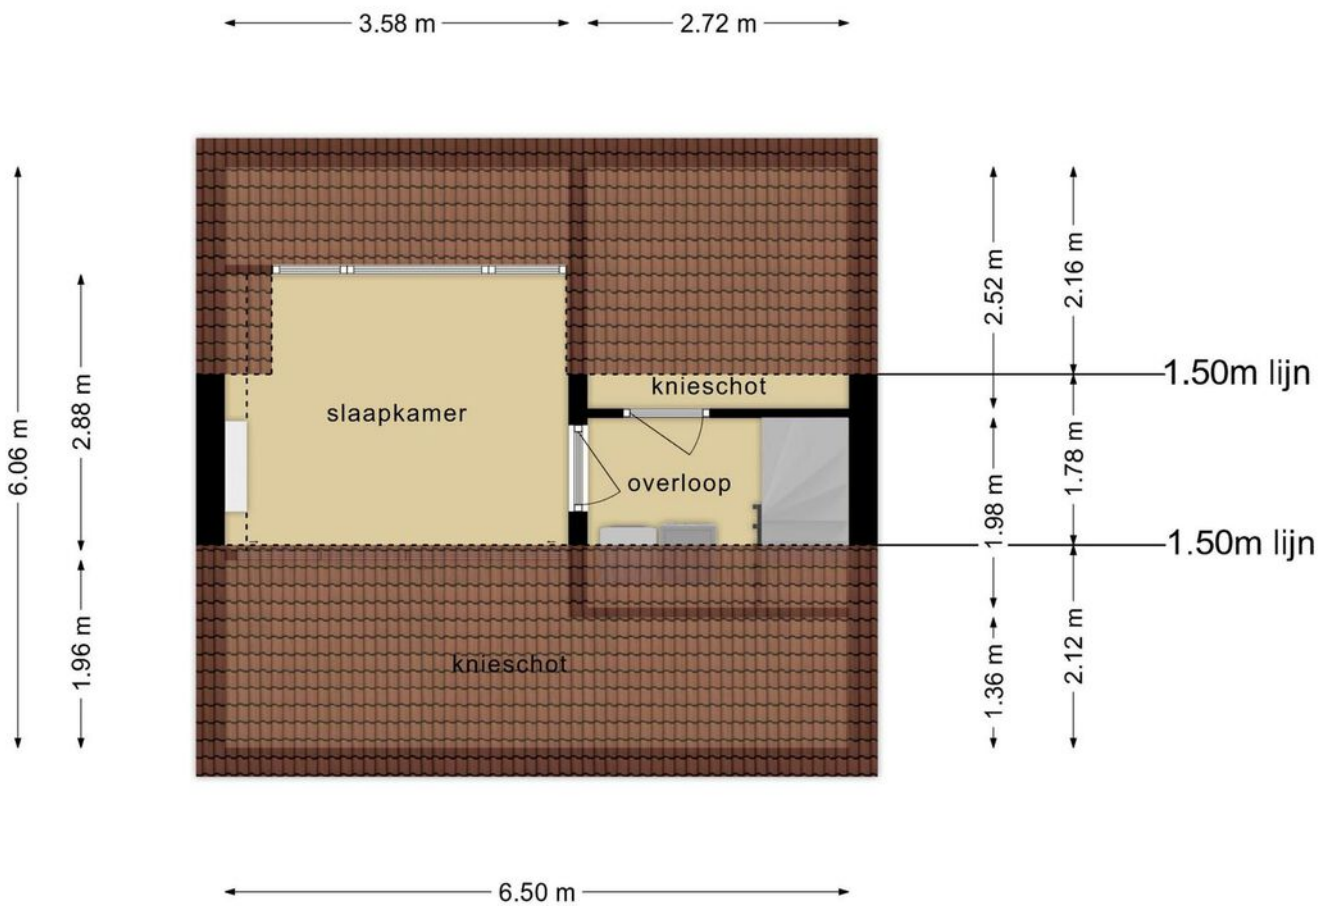 3.58 m
2.72 m
6.06 m
2.88 m
1.96 m
slaapkamer
knieschot
overloop
knieschot
2.52 m
2.16 m
1.50m lijn
1.78 m
1.98 m
1.50m lijn
1.36 m
2.12 m
6.50 m